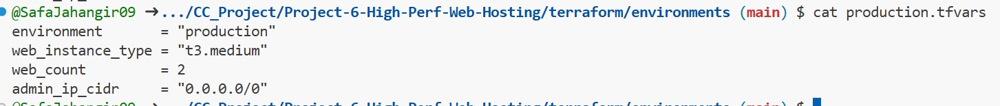 @SafaJahangir09 ➜.../CC_Project/Project-6-High-Perf-Web-Hosting/terraform/environments (main) $ cat production.tfvars
environment       = "production"
web_instance_type = "t3.medium"
web_count         = 2
admin_ip_cidr     = "0.0.0.0/0"
@SafaJahangir09 ➜.../CC_Project/Project-6-High-Perf-Web-Hosting/terraform/environments (main) $